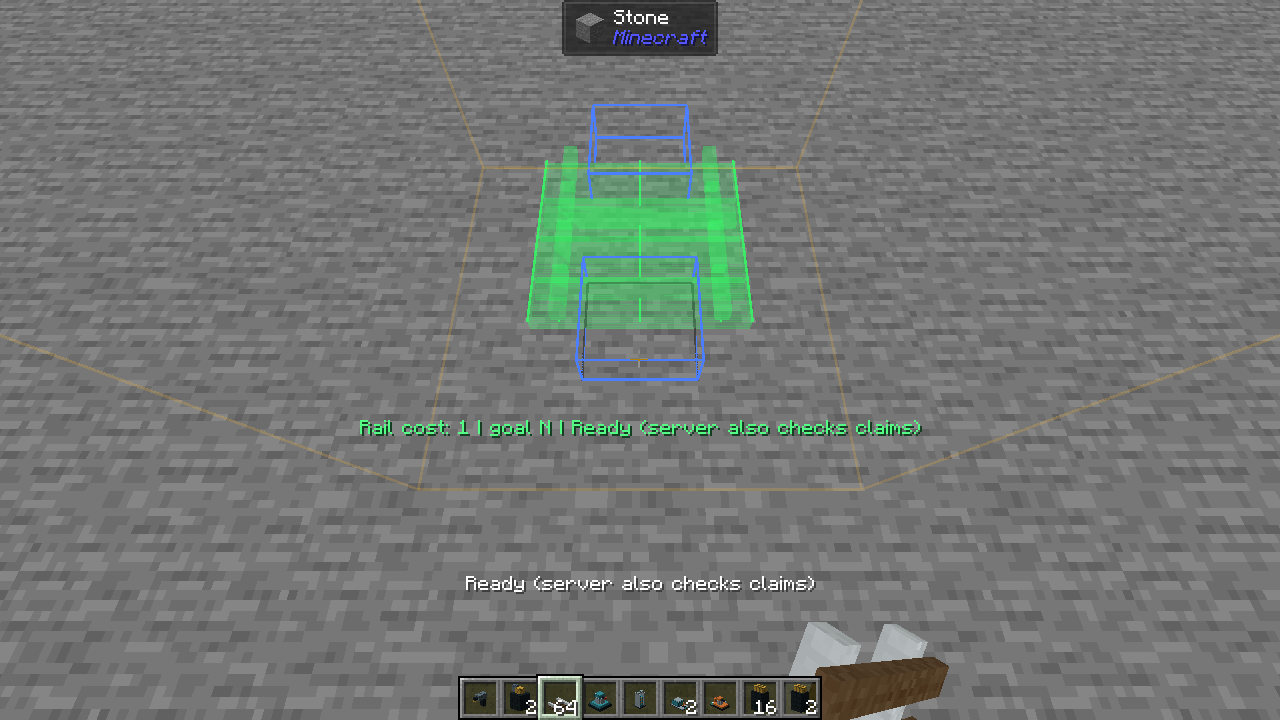 Stone
Minecraft
Rail cost: 1 | goal N | Ready (server also checks claims)
Ready (server also checks claims)
2
64
2
16
2